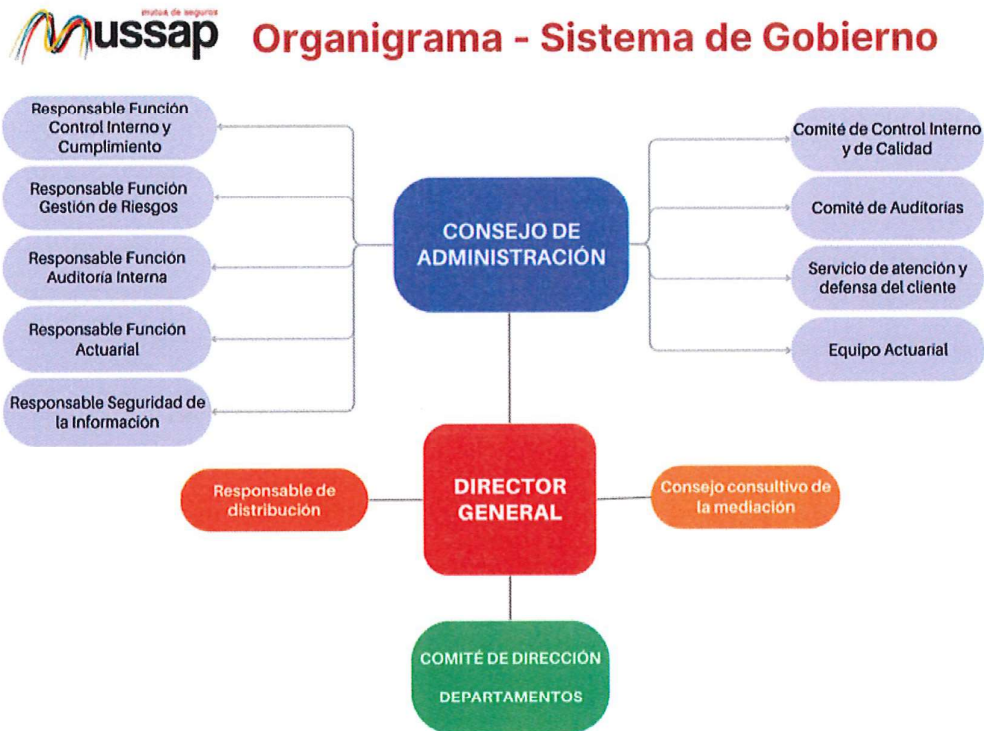 mutua de seguros
Mussap
Organigrama - Sistema de Gobierno
Responsable Función
Control Interno y
Cumplimiento
Responsable Función
Gestión de Riesgos
Responsable Función
Auditoría Interna
Responsable Función
Actuarial
Responsable Seguridad de
la Información
CONSEJO DE
ADMINISTRACIÓN
Comité de Control Interno
y de Calidad
Comité de Auditorías
Servicio de atención y
defensa del cliente
Equipo Actuarial
Responsable de
distribución
DIRECTOR
GENERAL
Consejo consultivo de
la mediación
COMITÉ DE DIRECCIÓN
DEPARTAMENTOS